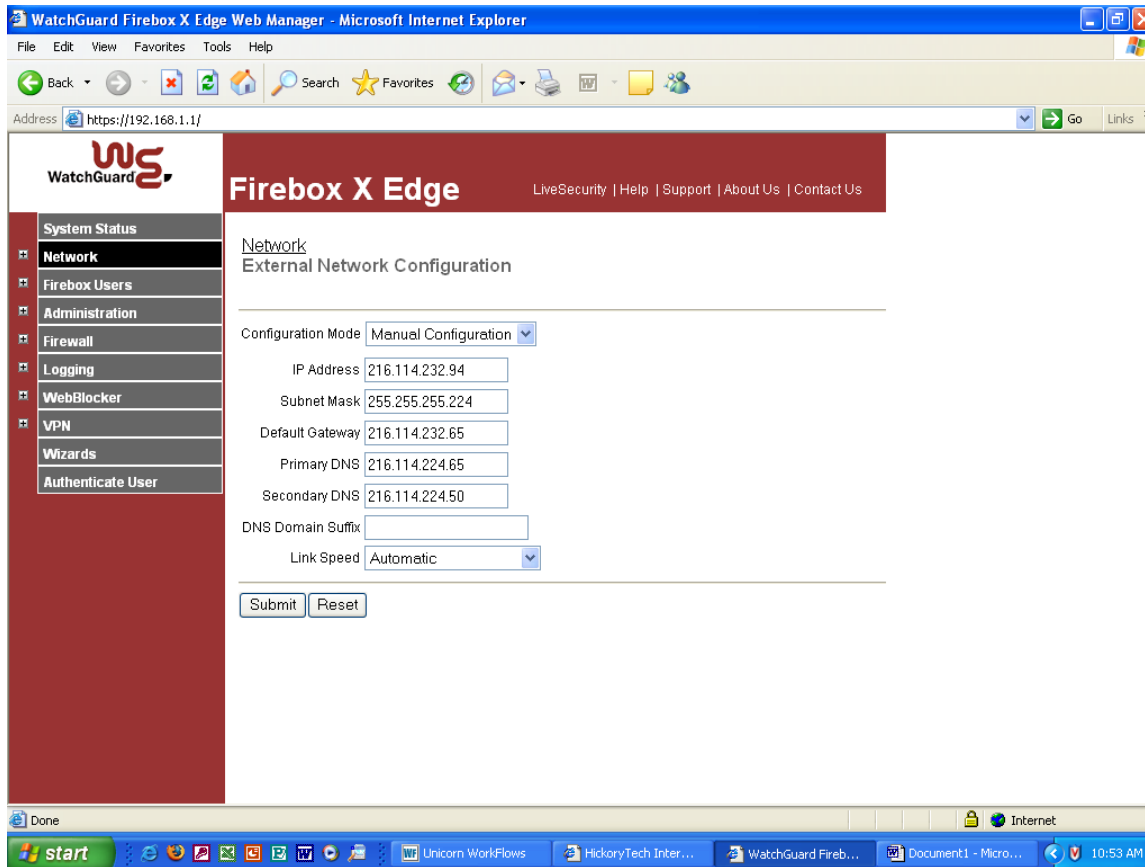 WatchGuard Firebox X Edge Web Manager - Microsoft Internet Explorer
File Edit View Favorites Tools Help
Back Search Favorites
Address https://192.168.1.1/ Go Links
WatchGuard
Firebox X Edge
LiveSecurity | Help | Support | About Us | Contact Us
System Status
Network
Firebox Users
Administration
Firewall
Logging
WebBlocker
VPN
Wizards
Authenticate User
Network
External Network Configuration
Configuration Mode Manual Configuration
IP Address 216.114.232.94
Subnet Mask 255.255.255.224
Default Gateway 216.114.232.65
Primary DNS 216.114.224.65
Secondary DNS 216.114.224.50
DNS Domain Suffix
Link Speed Automatic
Submit Reset
Done Internet
start Unicorn WorkFlows HickoryTech Inter... WatchGuard Fireb... Document1 - Micro... 10:53 AM